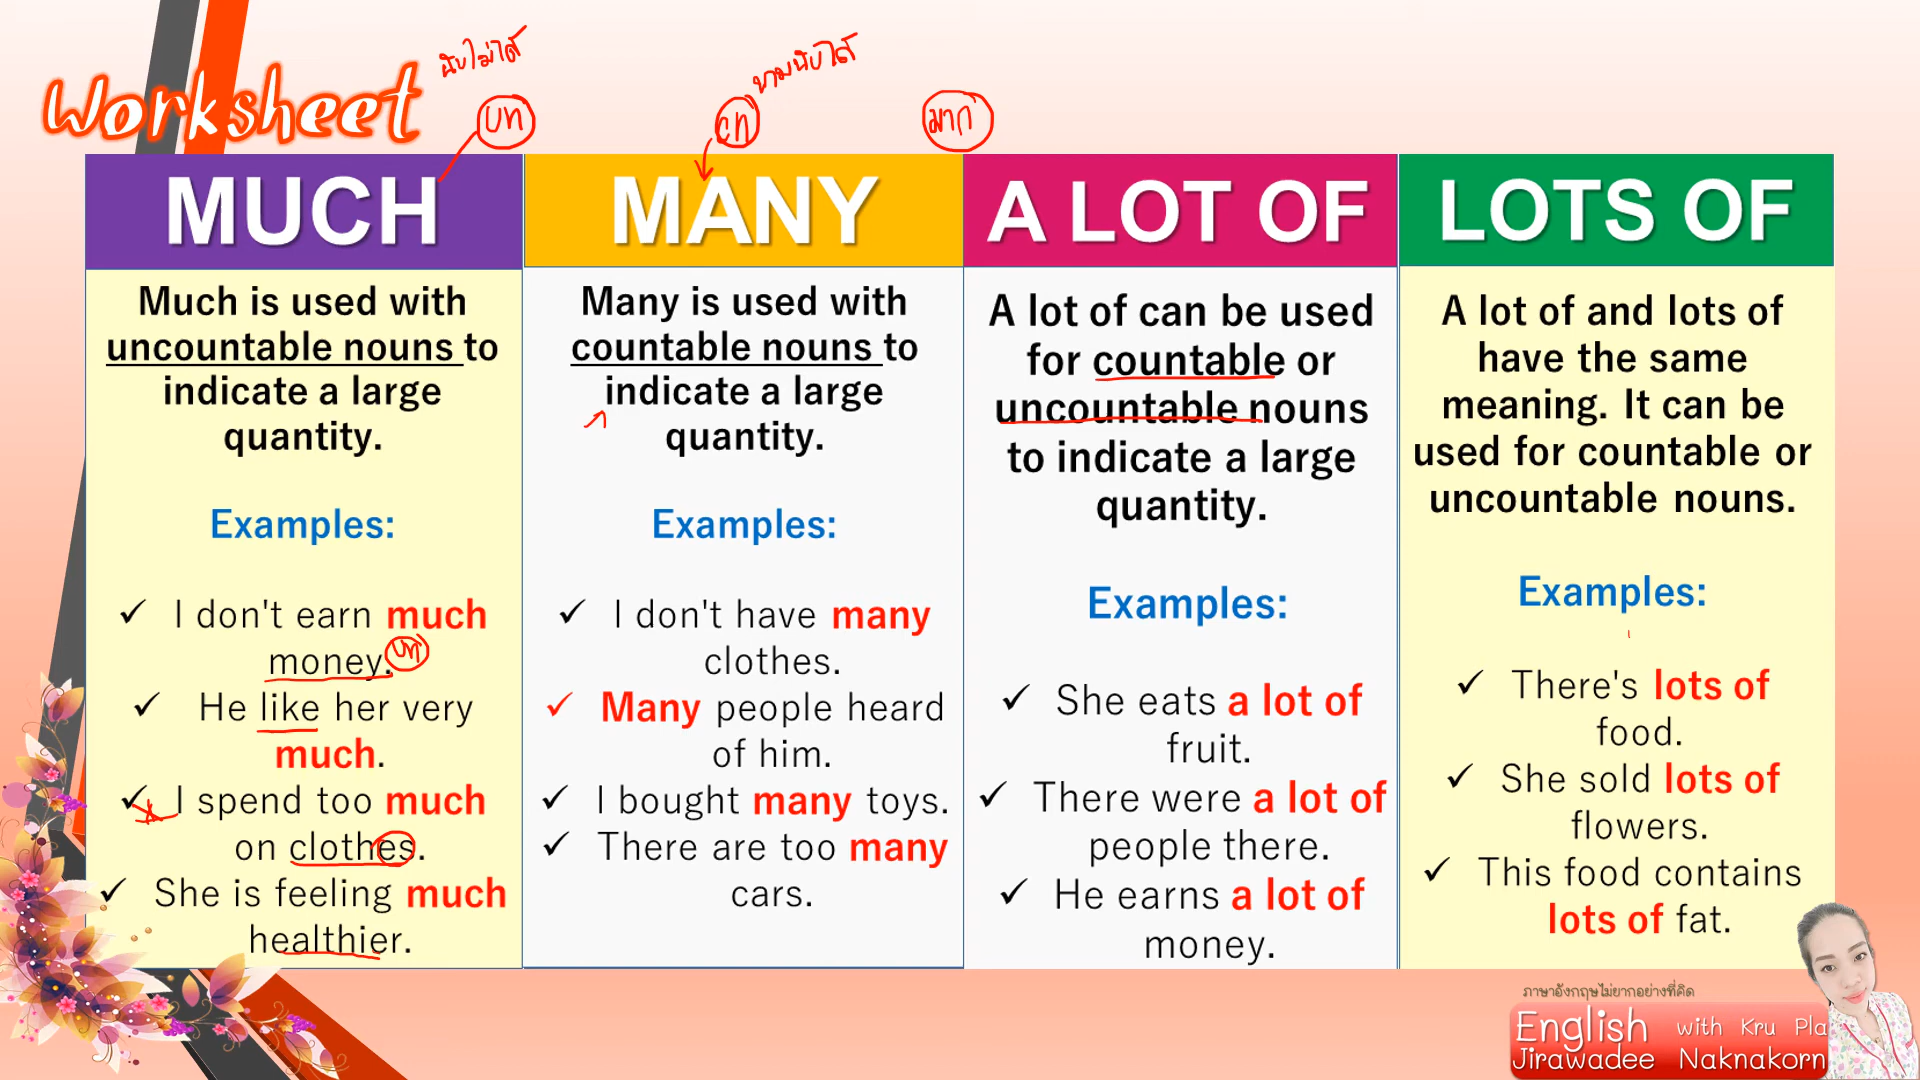 Worksheet
นับไม่ได้
un
นามนับได้
cn
มาก
MUCH
Much is used with
uncountable nouns to
indicate a large
quantity.
Examples:
✓ I don't earn much
money. un
✓ He like her very
much.
✓ I spend too much
on clothes.
✓ She is feeling much
healthier.
MANY
Many is used with
countable nouns to
indicate a large
quantity.
Examples:
✓ I don't have many
clothes.
✓ Many people heard
of him.
✓ I bought many toys.
✓ There are too many
cars.
A LOT OF
A lot of can be used
for countable or
uncountable nouns
to indicate a large
quantity.
Examples:
✓ She eats a lot of
fruit.
✓ There were a lot of
people there.
✓ He earns a lot of
money.
LOTS OF
A lot of and lots of
have the same
meaning. It can be
used for countable or
uncountable nouns.
Examples:
✓ There's lots of
food.
✓ She sold lots of
flowers.
✓ This food contains
lots of fat.
ภาษาอังกฤษไม่ยากอย่างที่คิด
English with Kru Pla
Jirawadee Naknakorn